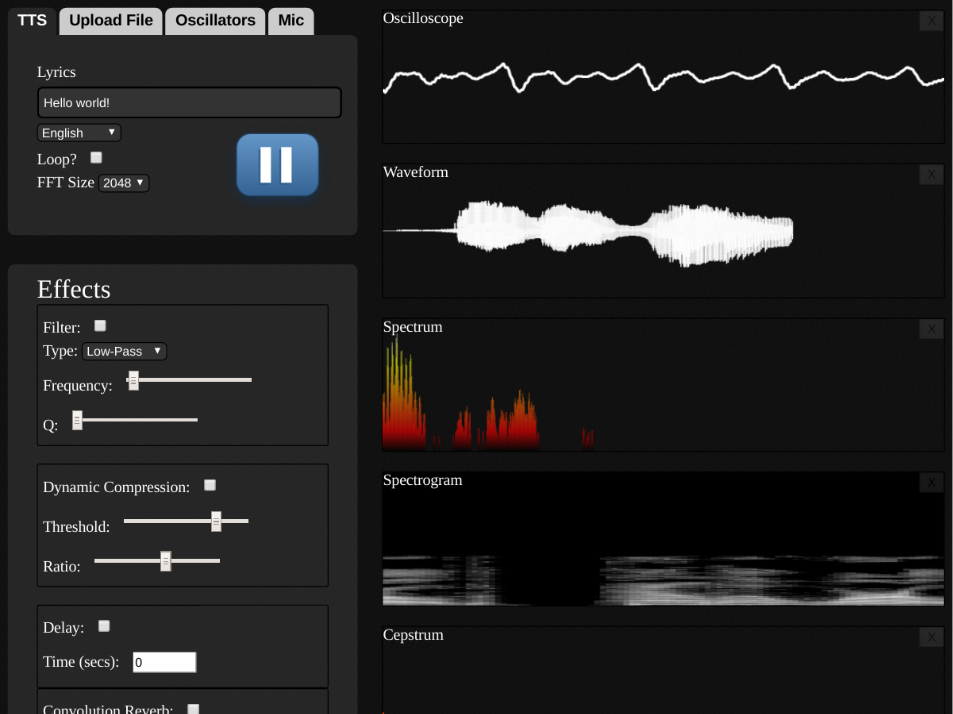 TTS Upload File Oscillators Mic
Lyrics
Hello world!
English
Loop?
FFT Size 2048
Effects
Filter:
Type: Low-Pass
Frequency:
Q:
Dynamic Compression:
Threshold:
Ratio:
Delay:
Time (secs): 0
Convolution Reverb:
Oscilloscope X
Waveform X
Spectrum X
Spectrogram X
Cepstrum X